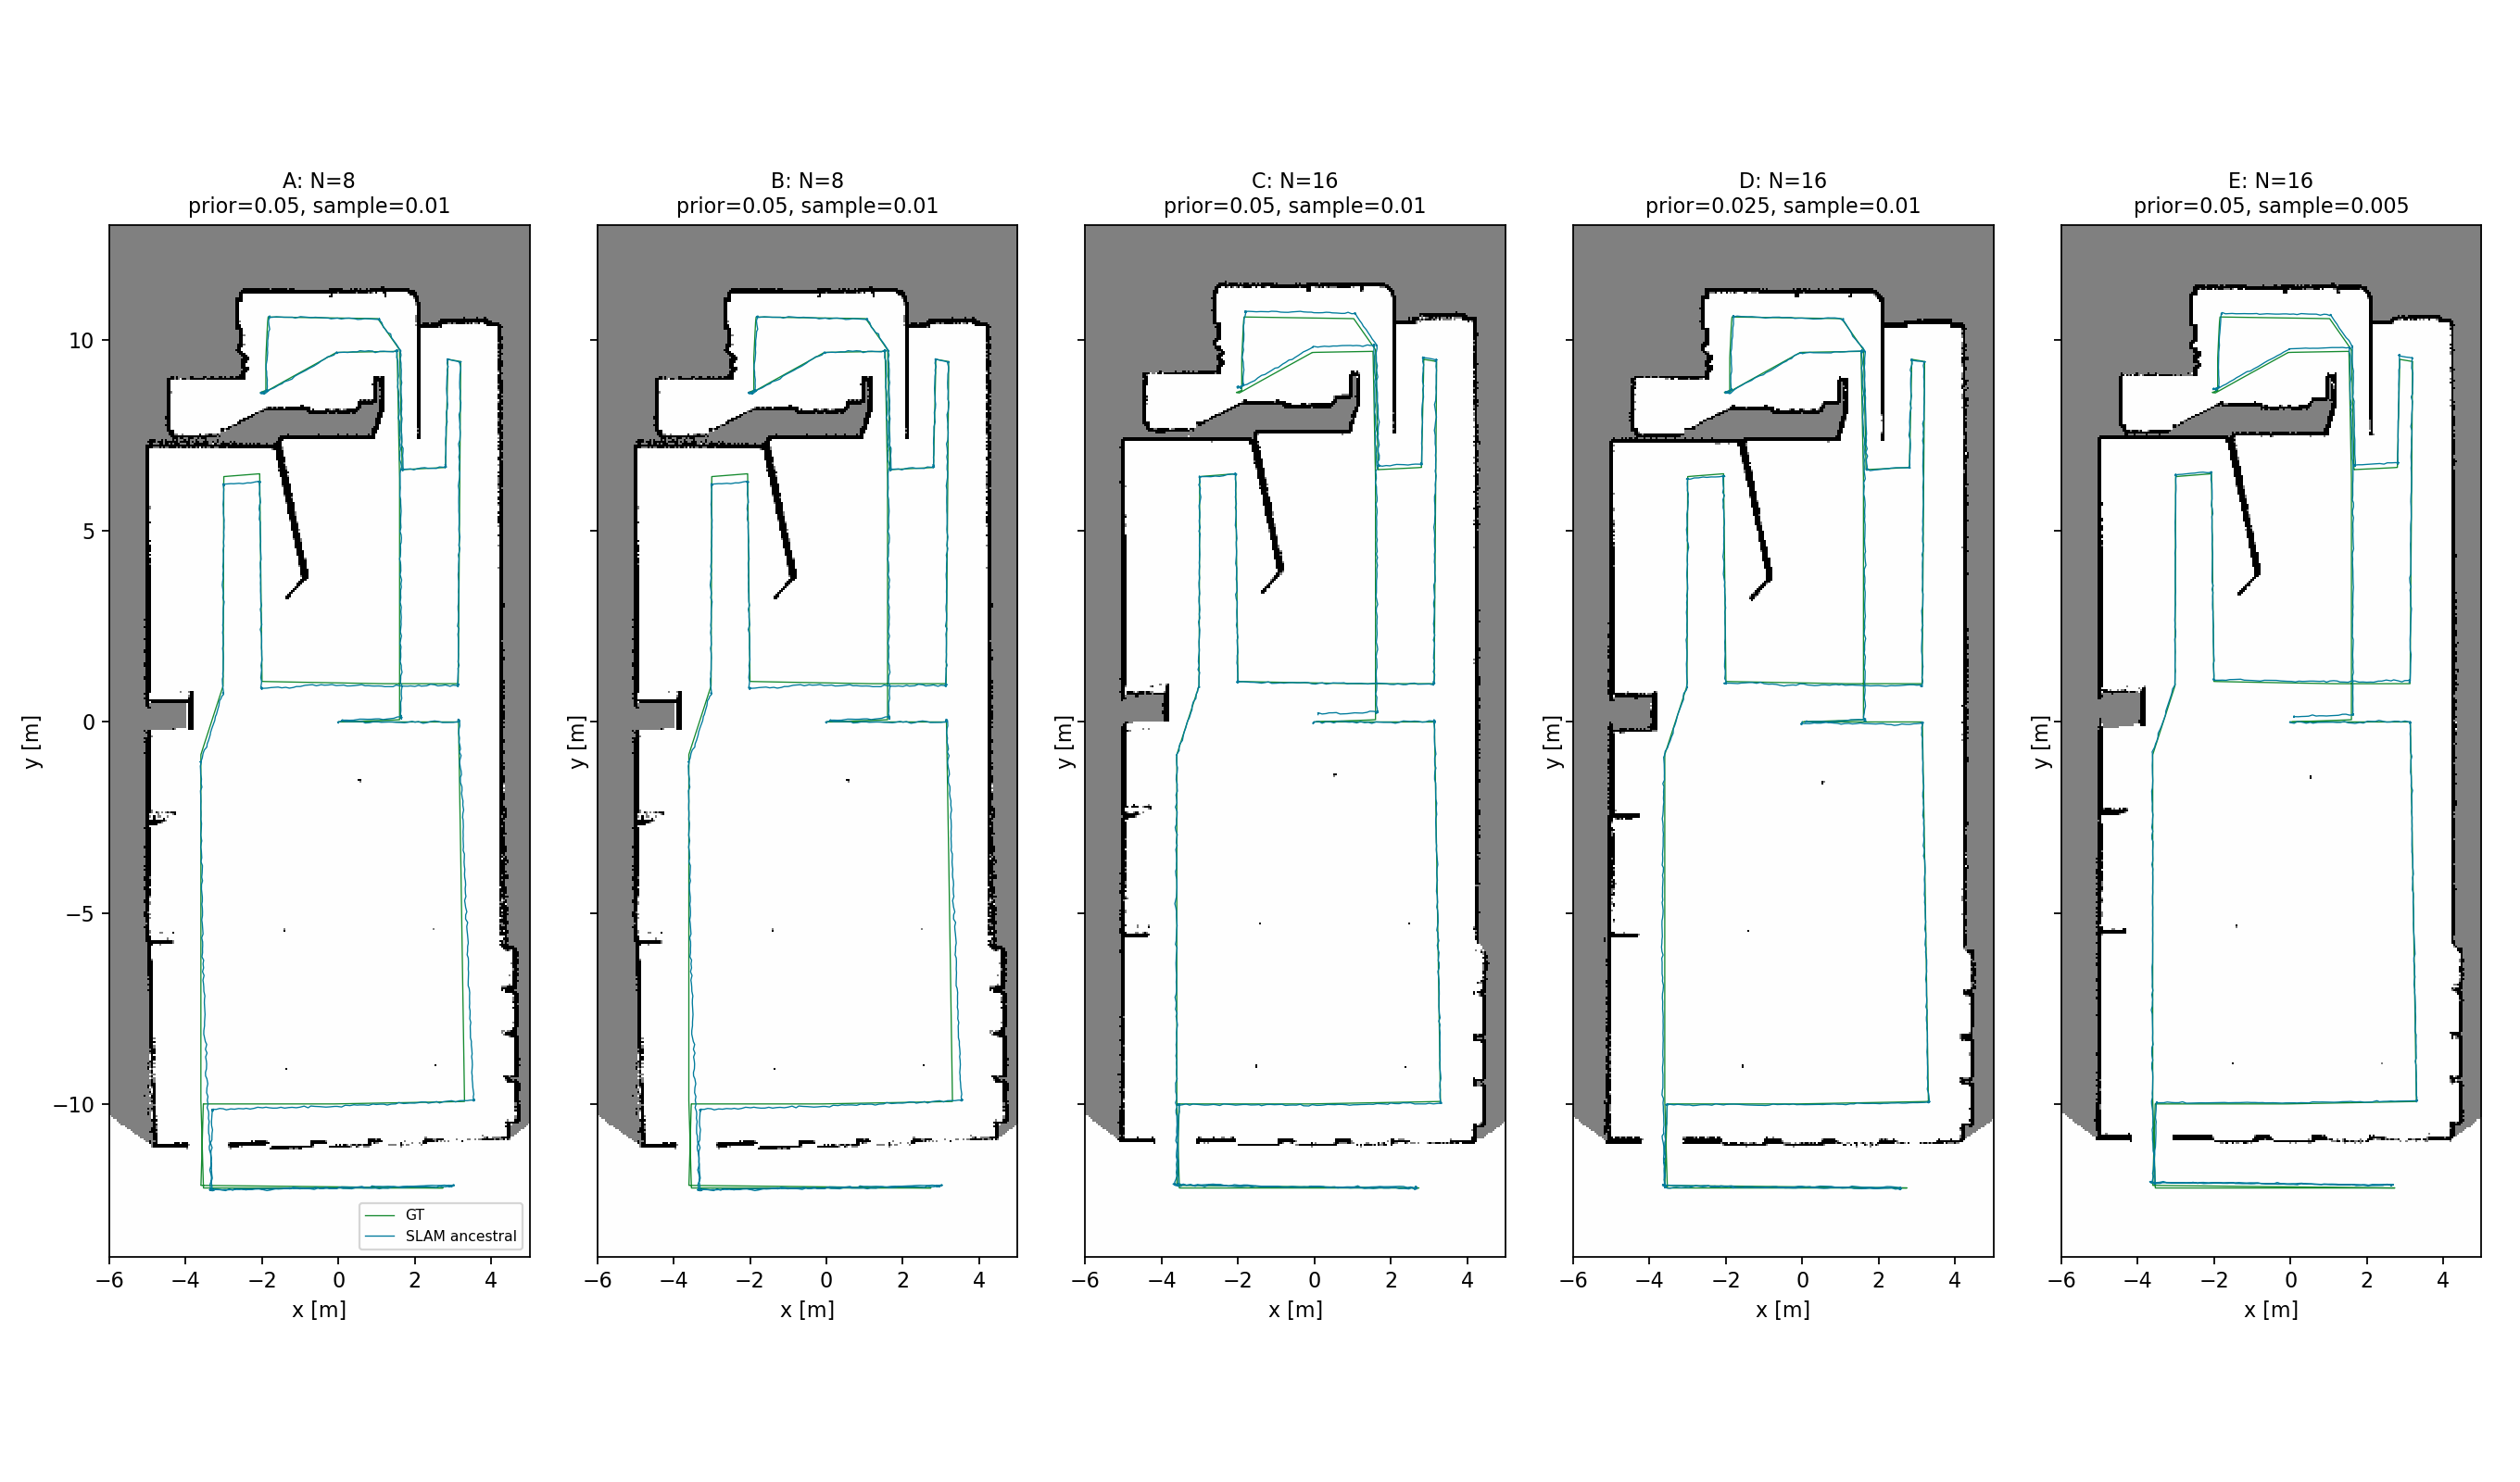 A: N=8
prior=0.05, sample=0.01
B: N=8
prior=0.05, sample=0.01
C: N=16
prior=0.05, sample=0.01
D: N=16
prior=0.025, sample=0.01
E: N=16
prior=0.05, sample=0.005
10
5
0
−5
−10
y [m]
y [m]
y [m]
y [m]
y [m]
GT
SLAM ancestral
−6 −4 −2 0 2 4
−6 −4 −2 0 2 4
−6 −4 −2 0 2 4
−6 −4 −2 0 2 4
−6 −4 −2 0 2 4
x [m]
x [m]
x [m]
x [m]
x [m]